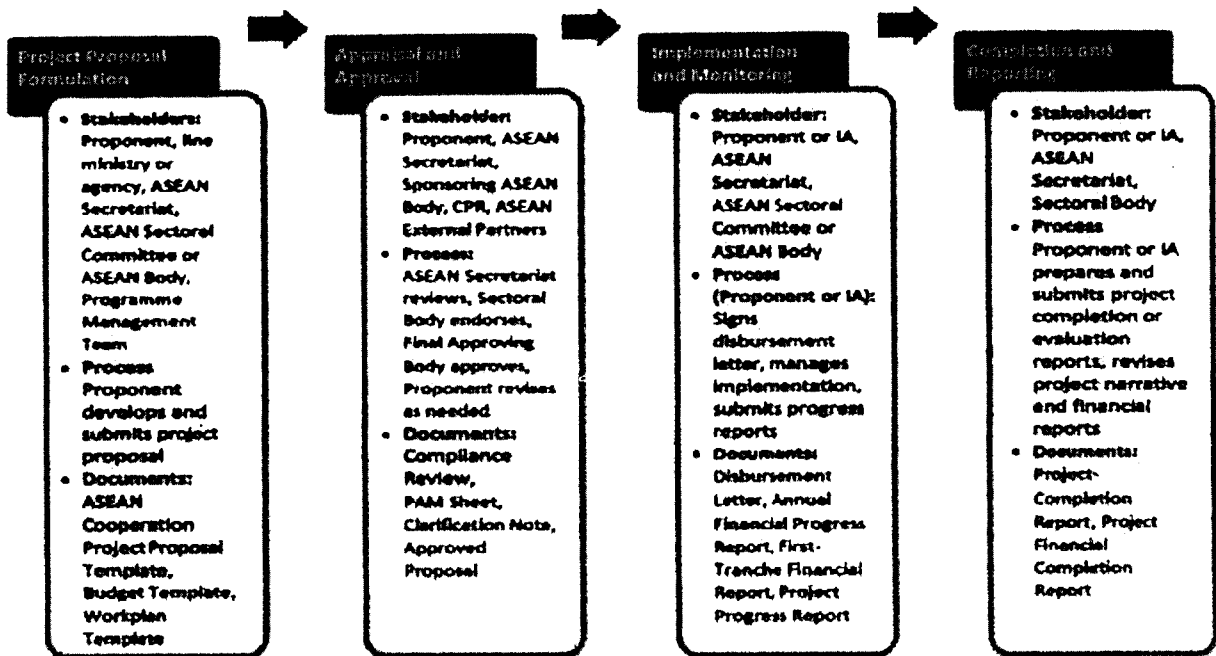 Project Proposal
Formulation
• Stakeholders:
Proponent, line
ministry or
agency, ASEAN
Secretariat,
ASEAN Sectoral
Committee or
ASEAN Body,
Programme
Management
Team
• Process
Proponent
develops and
submits project
proposal
• Documents:
ASEAN
Cooperation
Project Proposal
Template,
Budget Template,
Workplan
Template
Appraisal and
Approval
• Stakeholder:
Proponent, ASEAN
Secretariat,
Sponsoring ASEAN
Body, CPR, ASEAN
External Partners
• Process:
ASEAN Secretariat
reviews, Sectoral
Body endorses,
Final Approving
Body approves,
Proponent revises
as needed
• Documents:
Compliance
Review,
PAM Sheet,
Clarification Note,
Approved
Proposal
Implementation
and Monitoring
• Stakeholder:
Proponent or IA,
ASEAN
Secretariat,
ASEAN Sectoral
Committee or
ASEAN Body
• Process
(Proponent or IA):
Signs
disbursement
letter, manages
implementation,
submits progress
reports
• Documents:
Disbursement
Letter, Annual
Financial Progress
Report, First-
Tranche Financial
Report, Project
Progress Report
Completion and
Reporting
• Stakeholder:
Proponent or IA,
ASEAN
Secretariat,
Sectoral Body
• Process
Proponent or IA
prepares and
submits project
completion or
evaluation
reports, revises
project narrative
and financial
reports
• Documents:
Project-
Completion
Report, Project
Financial
Completion
Report